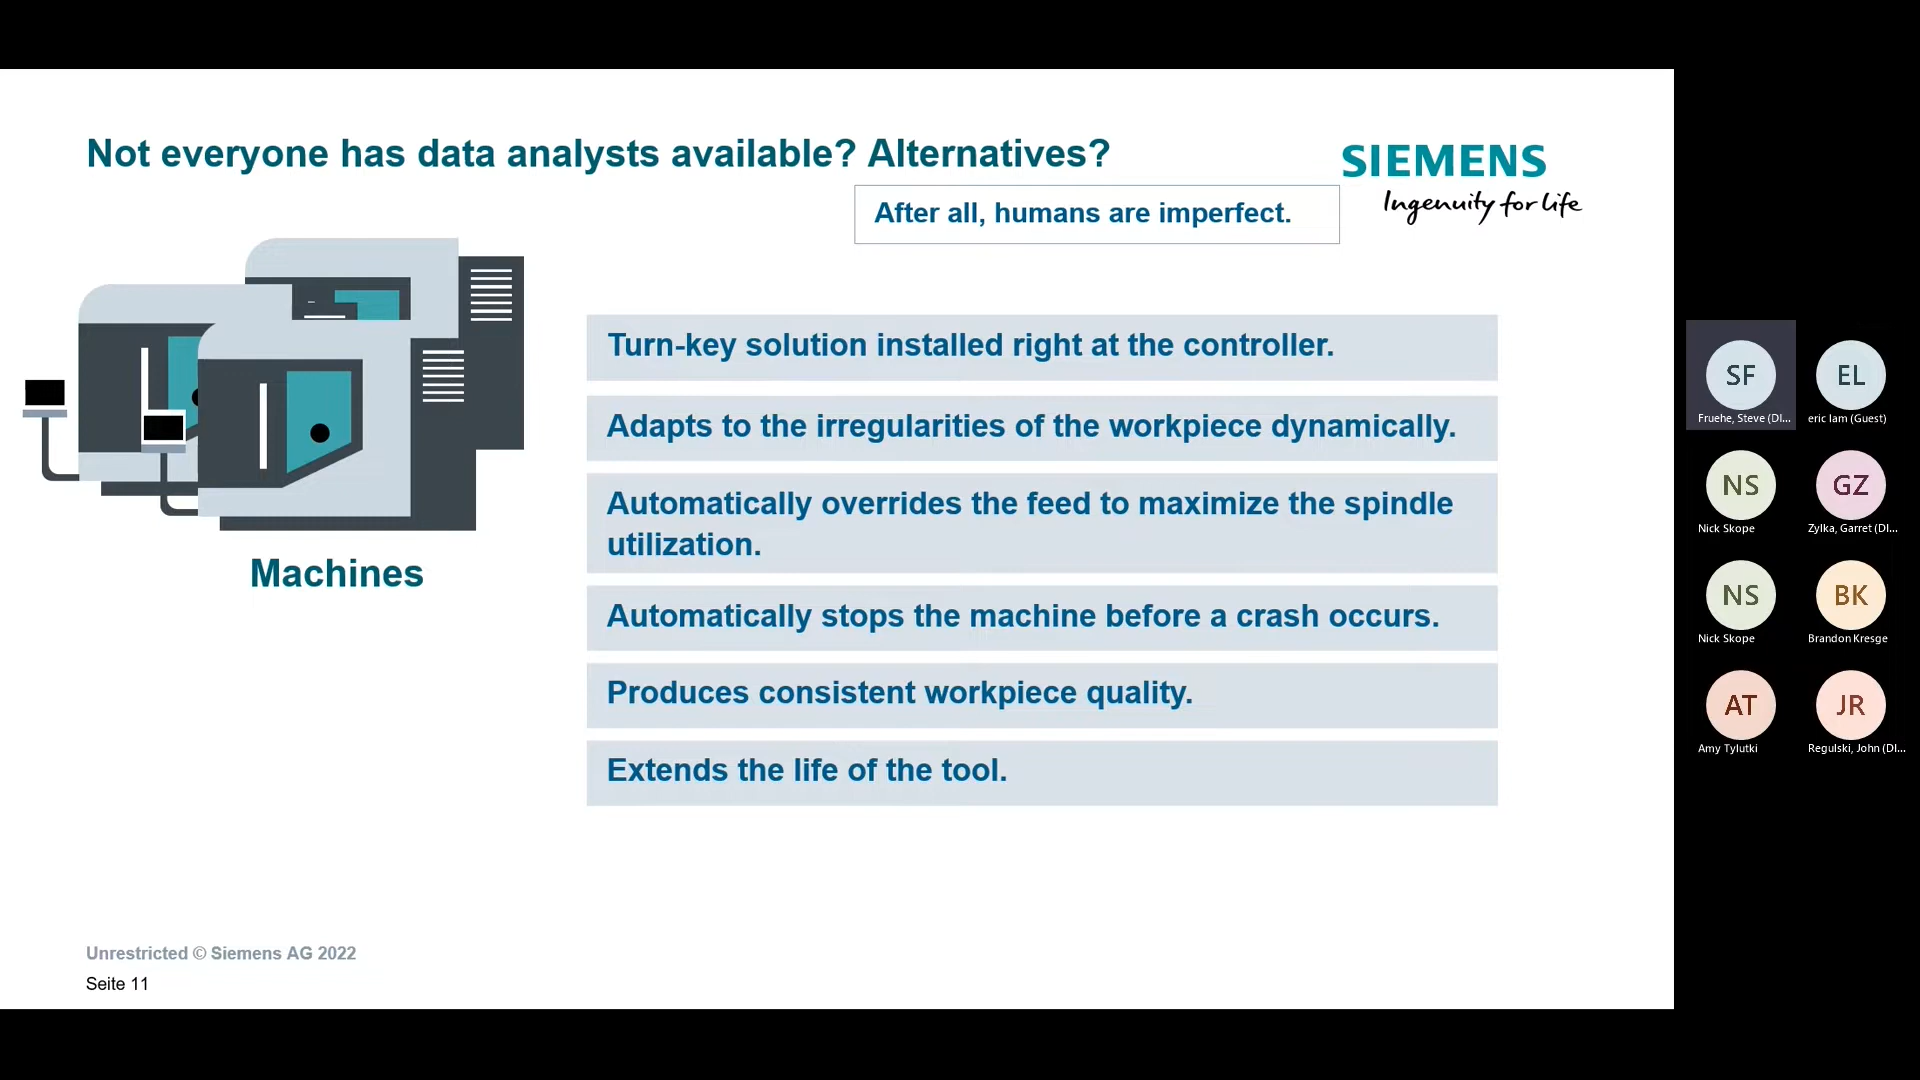 Not everyone has data analysts available? Alternatives?
SIEMENS
Ingenuity for life
After all, humans are imperfect.
Turn-key solution installed right at the controller.
Adapts to the irregularities of the workpiece dynamically.
Automatically overrides the feed to maximize the spindle
utilization.
Automatically stops the machine before a crash occurs.
Produces consistent workpiece quality.
Extends the life of the tool.
Machines
Unrestricted © Siemens AG 2022
Seite 11
SF
Fruehe, Steve (DI...
EL
eric lam (Guest)
NS
Nick Skope
GZ
Zylka, Garret (DI...
NS
Nick Skope
BK
Brandon Kresge
AT
Amy Tylutki
JR
Regulski, John (DI...